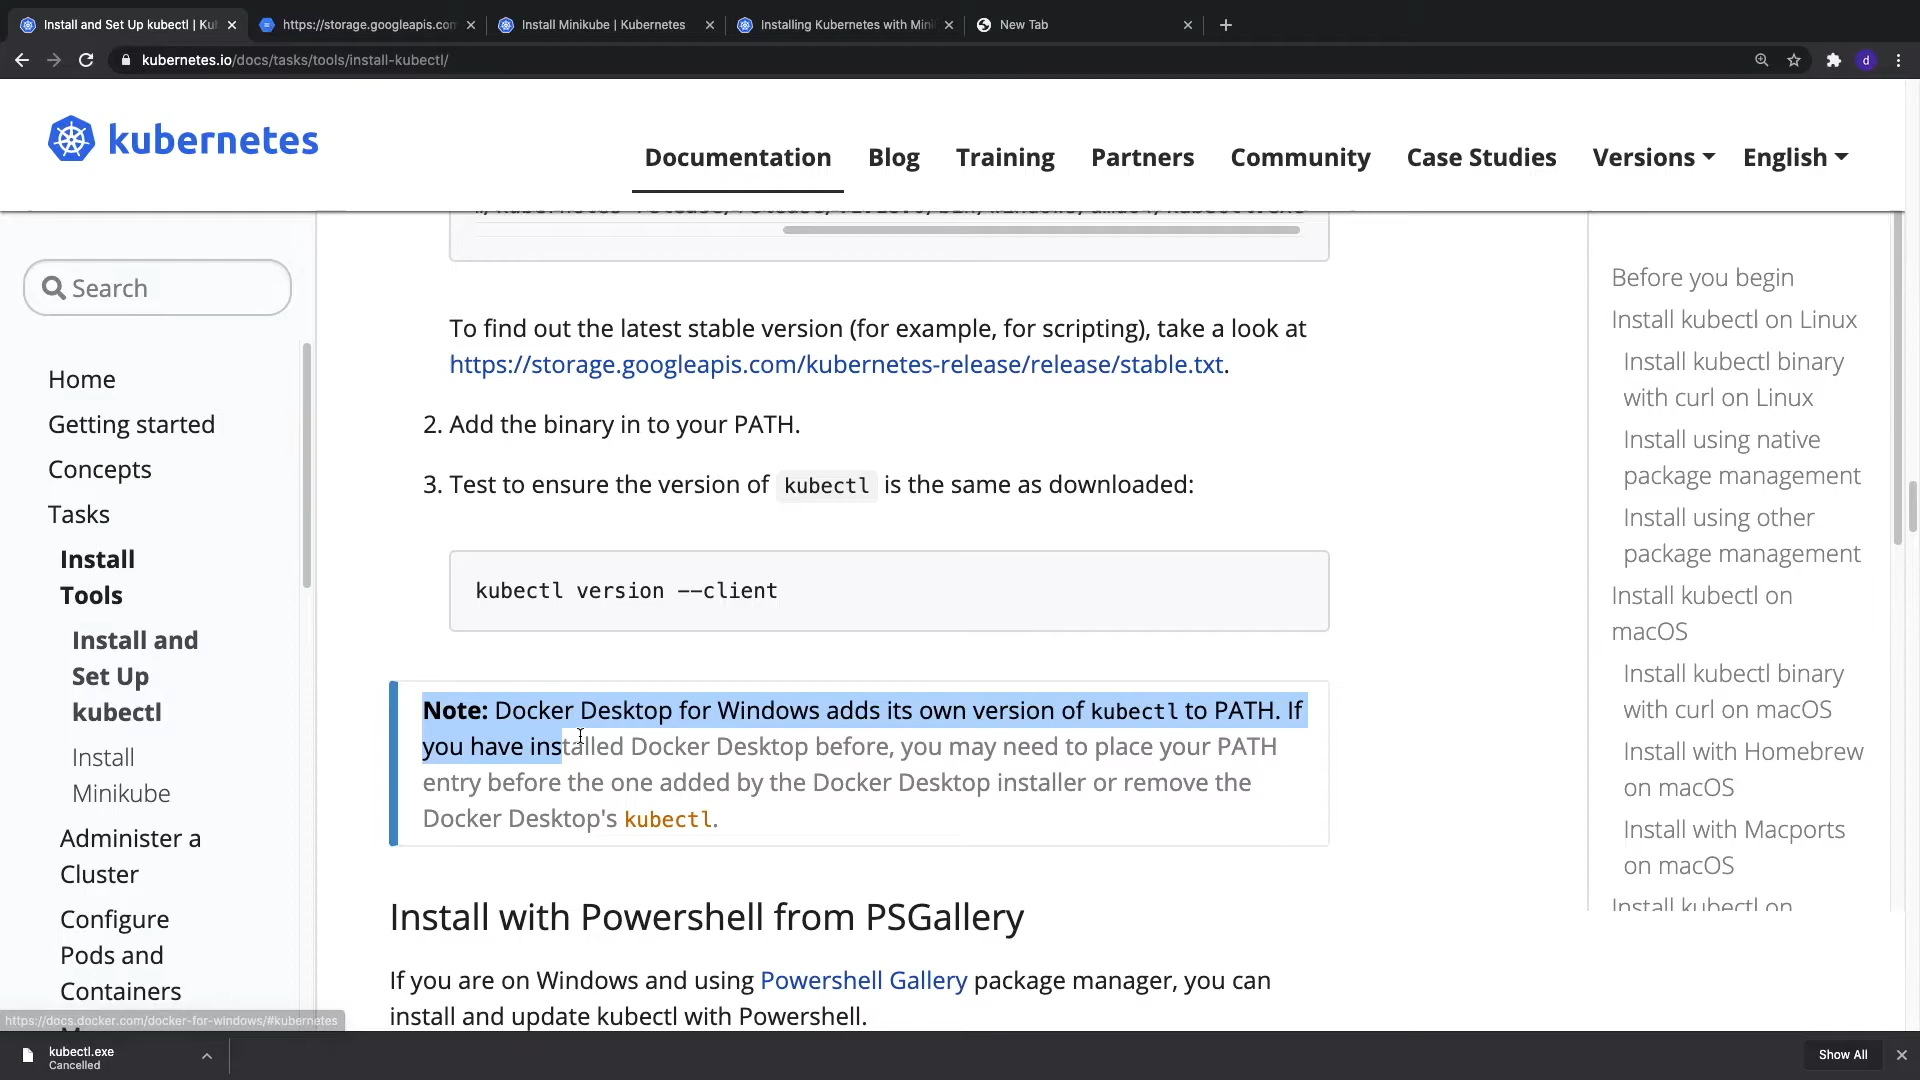 Install and Set Up kubectl | Ku
https://storage.googleapis.com
Install Minikube | Kubernetes
Installing Kubernetes with Mini
New Tab
kubernetes.io/docs/tasks/tools/install-kubectl/
d
kubernetes
Documentation
Blog
Training
Partners
Community
Case Studies
Versions
English
Search
Home
Getting started
Concepts
Tasks
Install
Tools
Install and
Set Up
kubectl
Install
Minikube
Administer a
Cluster
Configure
Pods and
Containers
To find out the latest stable version (for example, for scripting), take a look at
https://storage.googleapis.com/kubernetes-release/release/stable.txt.
2. Add the binary in to your PATH.
3. Test to ensure the version of kubectl is the same as downloaded:
kubectl version --client
Note: Docker Desktop for Windows adds its own version of kubectl to PATH. If
you have installed Docker Desktop before, you may need to place your PATH
entry before the one added by the Docker Desktop installer or remove the
Docker Desktop's kubectl.
Install with Powershell from PSGallery
If you are on Windows and using Powershell Gallery package manager, you can
install and update kubectl with Powershell.
Before you begin
Install kubectl on Linux
Install kubectl binary
with curl on Linux
Install using native
package management
Install using other
package management
Install kubectl on
macOS
Install kubectl binary
with curl on macOS
Install with Homebrew
on macOS
Install with Macports
on macOS
Install kubectl on
https://docs.docker.com/docker-for-windows/#kubernetes
kubectl.exe
Cancelled
Show All